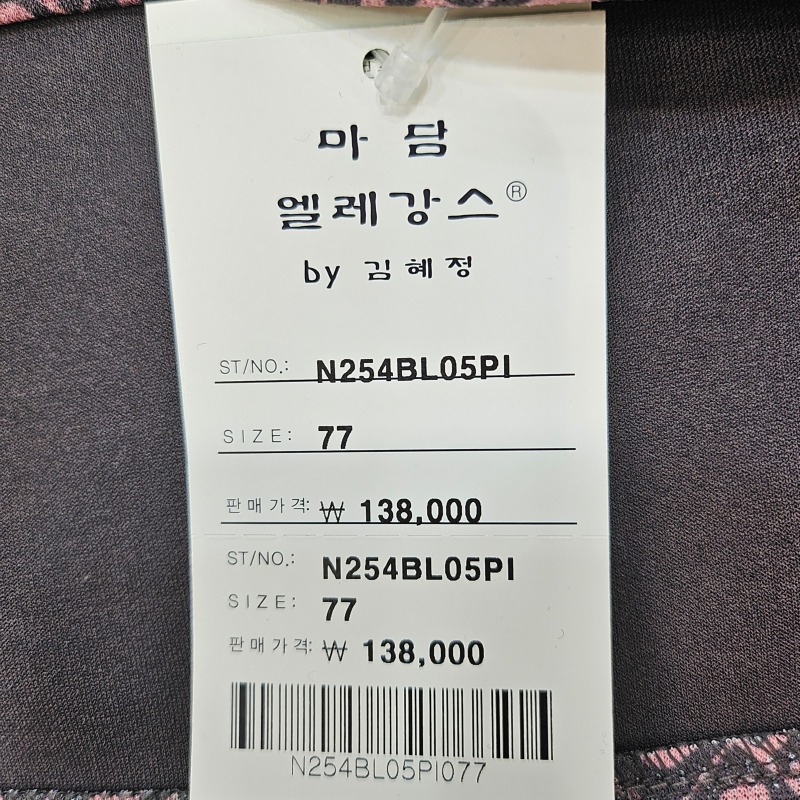 마담
엘레강스®
by 김혜정
ST/NO.: N254BL05PI
SIZE: 77
판매가격: ₩ 138,000
ST/NO.: N254BL05PI
SIZE: 77
판매가격: ₩ 138,000
N254BL05PI077